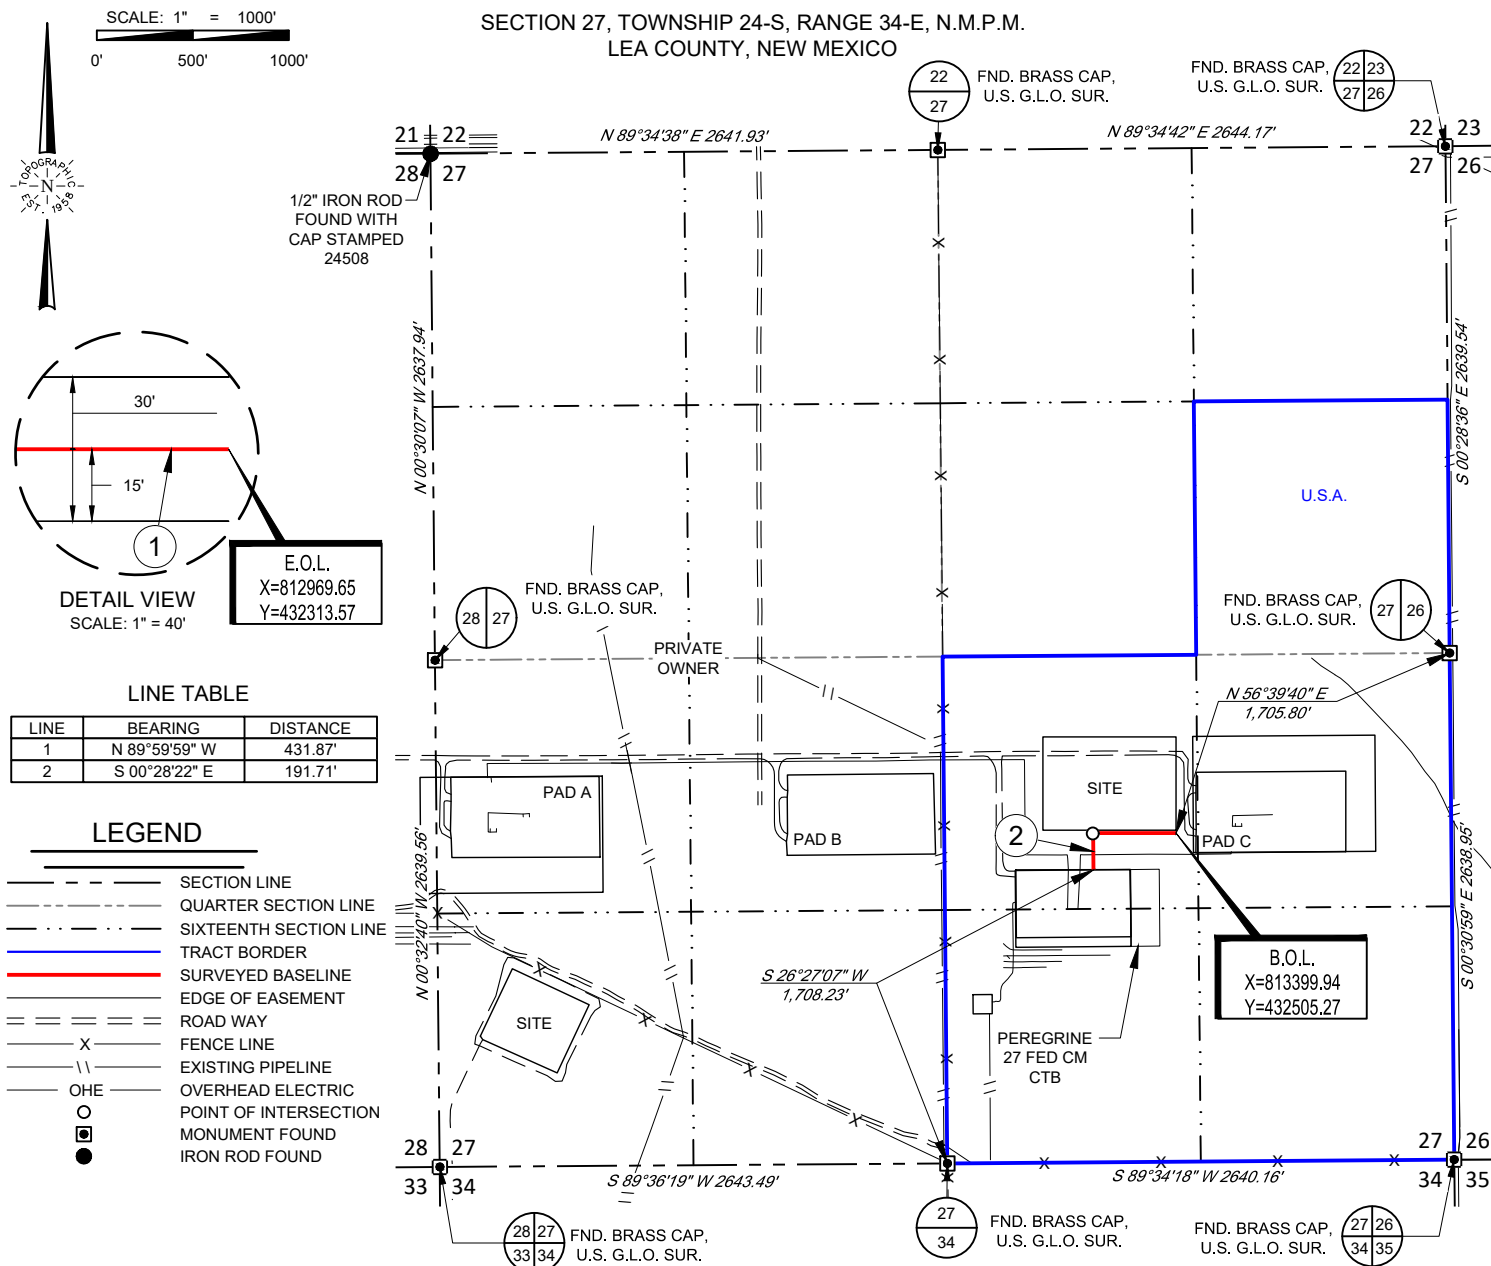 SCALE: 1" = 1000'
0' 500' 1000'
SECTION 27, TOWNSHIP 24-S, RANGE 34-E, N.M.P.M.
LEA COUNTY, NEW MEXICO
TOPOGRAPHIC
N
EST. 1958
21 22
28 27
1/2" IRON ROD
FOUND WITH
CAP STAMPED
24508
N 89°34'38" E 2641.93'
22
27
FND. BRASS CAP,
U.S. G.L.O. SUR.
N 89°34'42" E 2644.17'
FND. BRASS CAP,
U.S. G.L.O. SUR.
22 23
27 26
22 23
27 26
N 00°30'07" W 2637.94'
S 00°28'36" E 2639.54'
30'
15'
1
E.O.L.
X=812969.65
Y=432313.57
DETAIL VIEW
SCALE: 1" = 40'
U.S.A.
28 27
FND. BRASS CAP,
U.S. G.L.O. SUR.
FND. BRASS CAP,
U.S. G.L.O. SUR.
27 26
PRIVATE
OWNER
N 56°39'40" E
1,705.80'
LINE TABLE
LINE BEARING DISTANCE
1 N 89°59'59" W 431.87'
2 S 00°28'22" E 191.71'
PAD A
PAD B
SITE
PAD C
2
N 00°32'40" W 2639.56'
S 00°30'59" E 2638.95'
LEGEND
SECTION LINE
QUARTER SECTION LINE
SIXTEENTH SECTION LINE
TRACT BORDER
SURVEYED BASELINE
EDGE OF EASEMENT
ROAD WAY
X FENCE LINE
\\ EXISTING PIPELINE
OHE OVERHEAD ELECTRIC
POINT OF INTERSECTION
MONUMENT FOUND
IRON ROD FOUND
SITE
S 26°27'07" W
1,708.23'
B.O.L.
X=813399.94
Y=432505.27
PEREGRINE
27 FED CM
CTB
28 27
33 34
S 89°36'19" W 2643.49'
S 89°34'18" W 2640.16'
27 26
34 35
28 27
33 34
FND. BRASS CAP,
U.S. G.L.O. SUR.
27
34
FND. BRASS CAP,
U.S. G.L.O. SUR.
FND. BRASS CAP,
U.S. G.L.O. SUR.
27 26
34 35